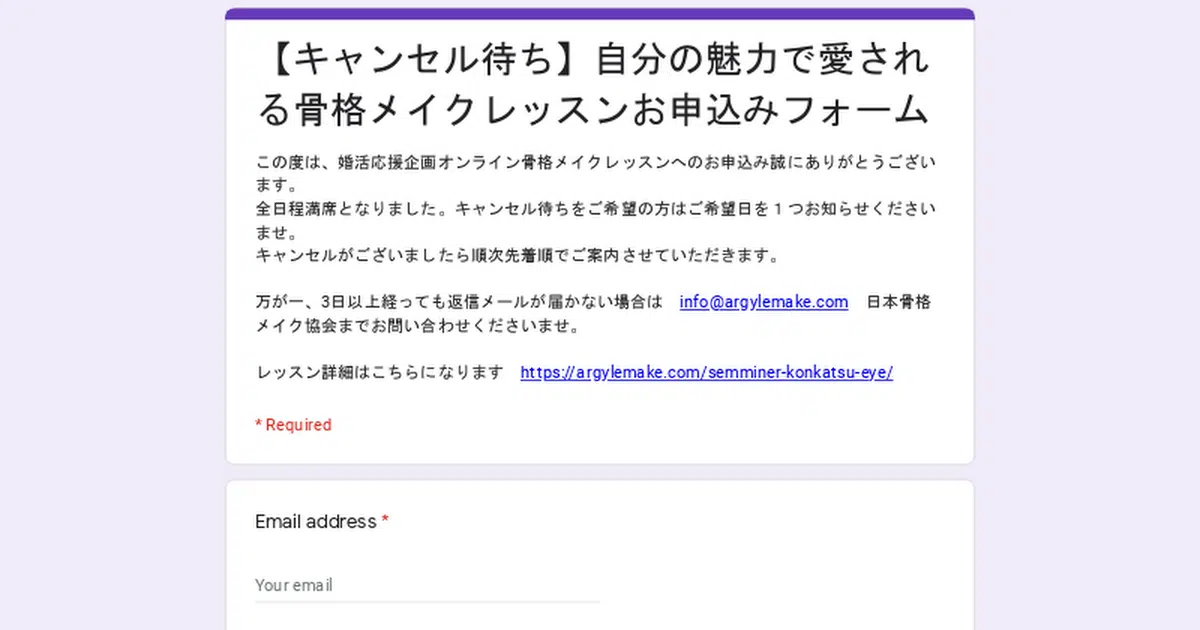 【キャンセル待ち】自分の魅力で愛され
る骨格メイクレッスンお申込みフォーム
この度は、婚活応援企画オンライン骨格メイクレッスンへのお申込み誠にありがとうござい
ます。
全日程満席となりました。キャンセル待ちをご希望の方はご希望日を１つお知らせください
ませ。
キャンセルがございましたら順次先着順でご案内させていただきます。
万が一、3日以上経っても返信メールが届かない場合は　info@argylemake.com　日本骨格
メイク協会までお問い合わせくださいませ。
レッスン詳細はこちらになります　https://argylemake.com/semminer-konkatsu-eye/
* Required
Email address *
Your email